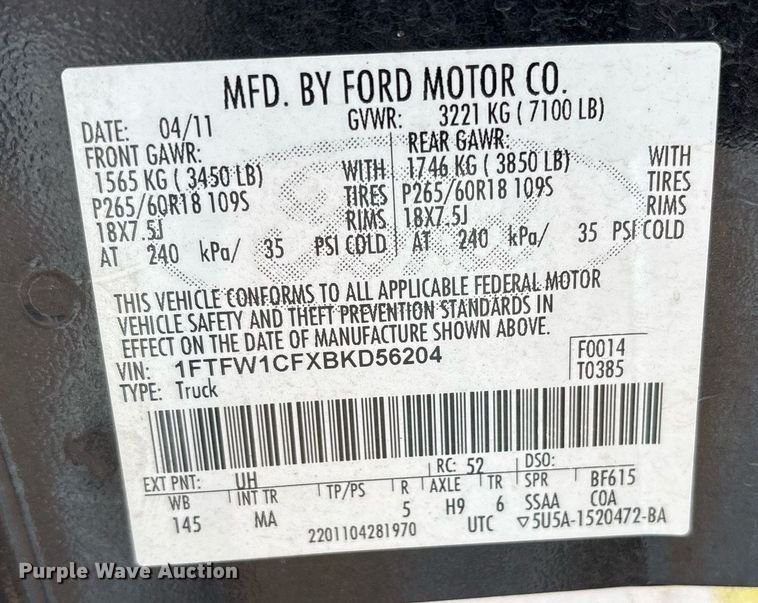 MFD. BY FORD MOTOR CO.
DATE: 04/11 GVWR: 3221 KG ( 7100 LB)
FRONT GAWR: REAR GAWR:
1565 KG ( 3450 LB) WITH 1746 KG ( 3850 LB) WITH
P265/60R18 109S TIRES P265/60R18 109S TIRES
18X7.5J RIMS 18X7.5J RIMS
AT 240 kPa/ 35 PSI COLD AT 240 kPa/ 35 PSI COLD
THIS VEHICLE CONFORMS TO ALL APPLICABLE FEDERAL MOTOR
VEHICLE SAFETY AND THEFT PREVENTION STANDARDS IN
EFFECT ON THE DATE OF MANUFACTURE SHOWN ABOVE.
VIN: 1FTFW1CFXBKD56204 F0014
TYPE: Truck T0385
EXT PNT: UH RC: 52 DSO:
WB INT TR TP/PS R AXLE TR SPR BF615
145 MA 5 H9 6 SSAA COA
2201104281970 UTC ▽5U5A-1520472-BA
Purple Wave Auction